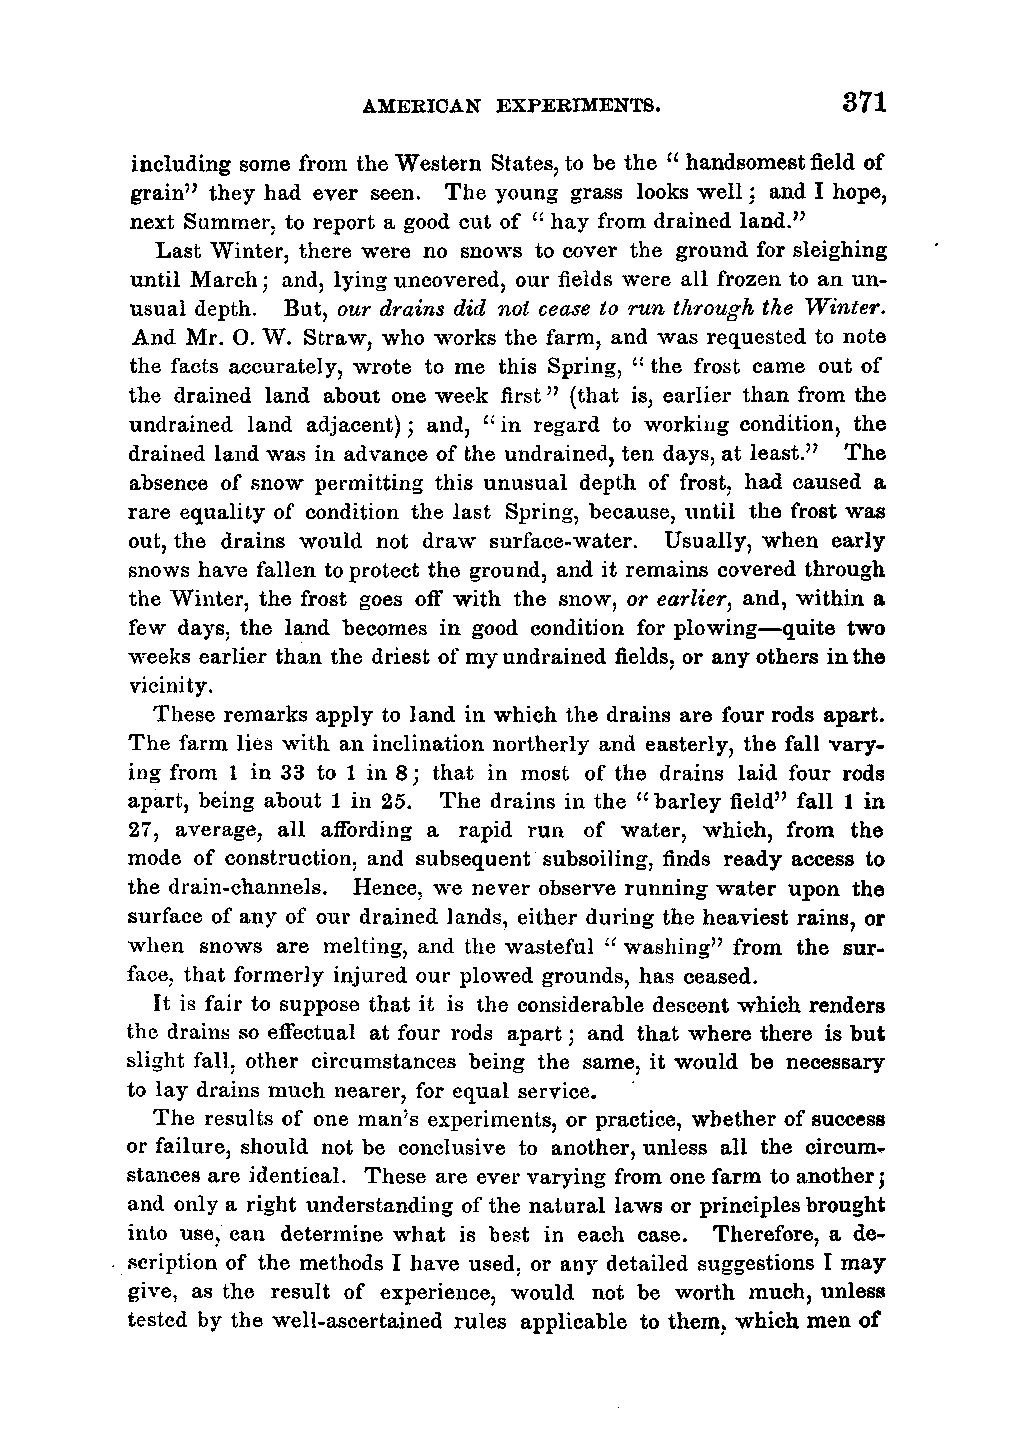 AMERICAN EXPERIMENTS. 371
including some from the Western States, to be the " handsomest field of
grain" they had ever seen. The young grass looks well; and I hope,
next Summer, to report a good cut of " hay from drained land."
Last Winter, there were no snows to cover the ground for sleighing
until March; and, lying uncovered, our fields were all frozen to an un-
usual depth. But, our drains did not cease to run through the Winter.
And Mr. O. W. Straw, who works the farm, and was requested to note
the facts accurately, wrote to me this Spring, " the frost came out of
the drained land about one week first" (that is, earlier than from the
undrained land adjacent); and, " in regard to working condition, the
drained land was in advance of the undrained, ten days, at least." The
absence of snow permitting this unusual depth of frost, had caused a
rare equality of condition the last Spring, because, until the frost was
out, the drains would not draw surface-water. Usually, when early
snows have fallen to protect the ground, and it remains covered through
the Winter, the frost goes off with the snow, or earlier, and, within a
few days, the land becomes in good condition for plowing—quite two
weeks earlier than the driest of my undrained fields, or any others in the
vicinity.
These remarks apply to land in which the drains are four rods apart.
The farm lies with an inclination northerly and easterly, the fall vary-
ing from 1 in 33 to 1 in 8; that in most of the drains laid four rods
apart, being about 1 in 25. The drains in the "barley field" fall 1 in
27, average, all affording a rapid run of water, which, from the
mode of construction, and subsequent subsoiling, finds ready access to
the drain-channels. Hence, we never observe running water upon the
surface of any of our drained lands, either during the heaviest rains, or
when snows are melting, and the wasteful " washing" from the sur-
face, that formerly injured our plowed grounds, has ceased.
It is fair to suppose that it is the considerable descent which renders
the drains so effectual at four rods apart; and that where there is but
slight fall, other circumstances being the same, it would be necessary
to lay drains much nearer, for equal service.
The results of one man's experiments, or practice, whether of success
or failure, should not be conclusive to another, unless all the circum-
stances are identical. These are ever varying from one farm to another;
and only a right understanding of the natural laws or principles brought
into use, can determine what is best in each case. Therefore, a de-
scription of the methods I have used, or any detailed suggestions I may
give, as the result of experience, would not be worth much, unless
tested by the well-ascertained rules applicable to them, which men of